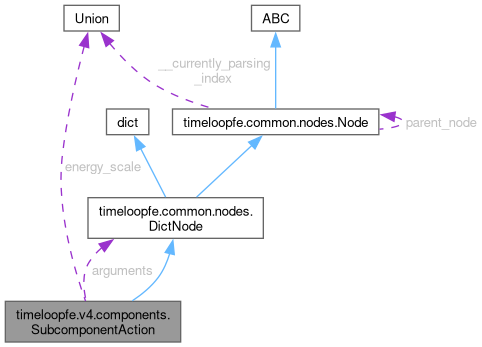 Union
ABC
__currently_parsing
_index
dict
timeloopfe.common.nodes.Node
parent_node
energy_scale
timeloopfe.common.nodes.
DictNode
arguments
timeloopfe.v4.components.
SubcomponentAction